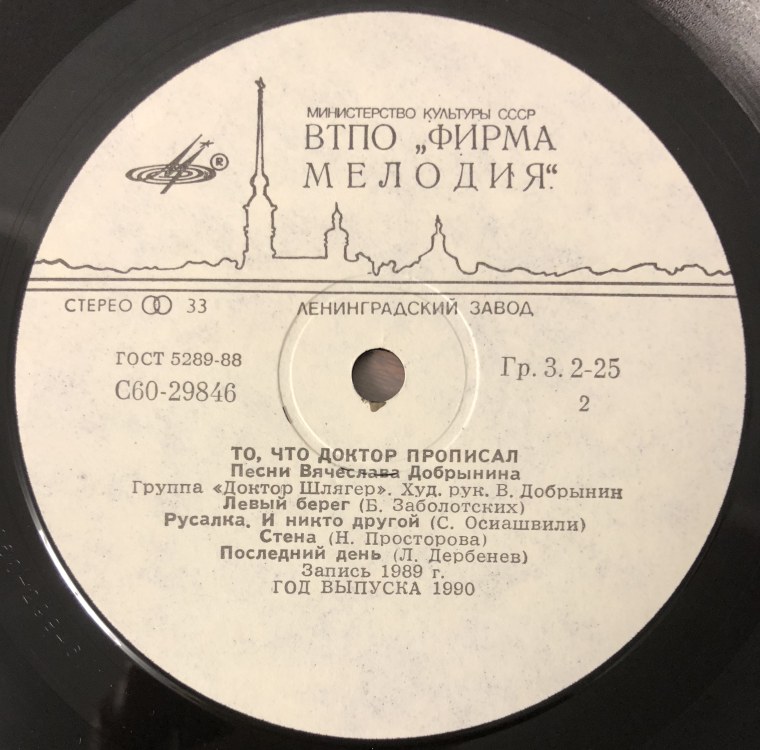 МИНИСТЕРСТВО КУЛЬТУРЫ СССР
ВТПО „ФИРМА
МЕЛОДИЯ“
®
СТЕРЕО 33 ЛЕНИНГРАДСКИЙ ЗАВОД
ГОСТ 5289-88
С60-29846
Гр. 3. 2-25
2
ТО, ЧТО ДОКТОР ПРОПИСАЛ
Песни Вячеслава Добрынина
Группа «Доктор Шлягер». Худ. рук. В. Добрынин
Левый берег (Б. Заболотских)
Русалка. И никто другой (С. Осиашвили)
Стена (Н. Просторова)
Последний день (Л. Дербенев)
Запись 1989 г.
ГОД ВЫПУСКА 1990